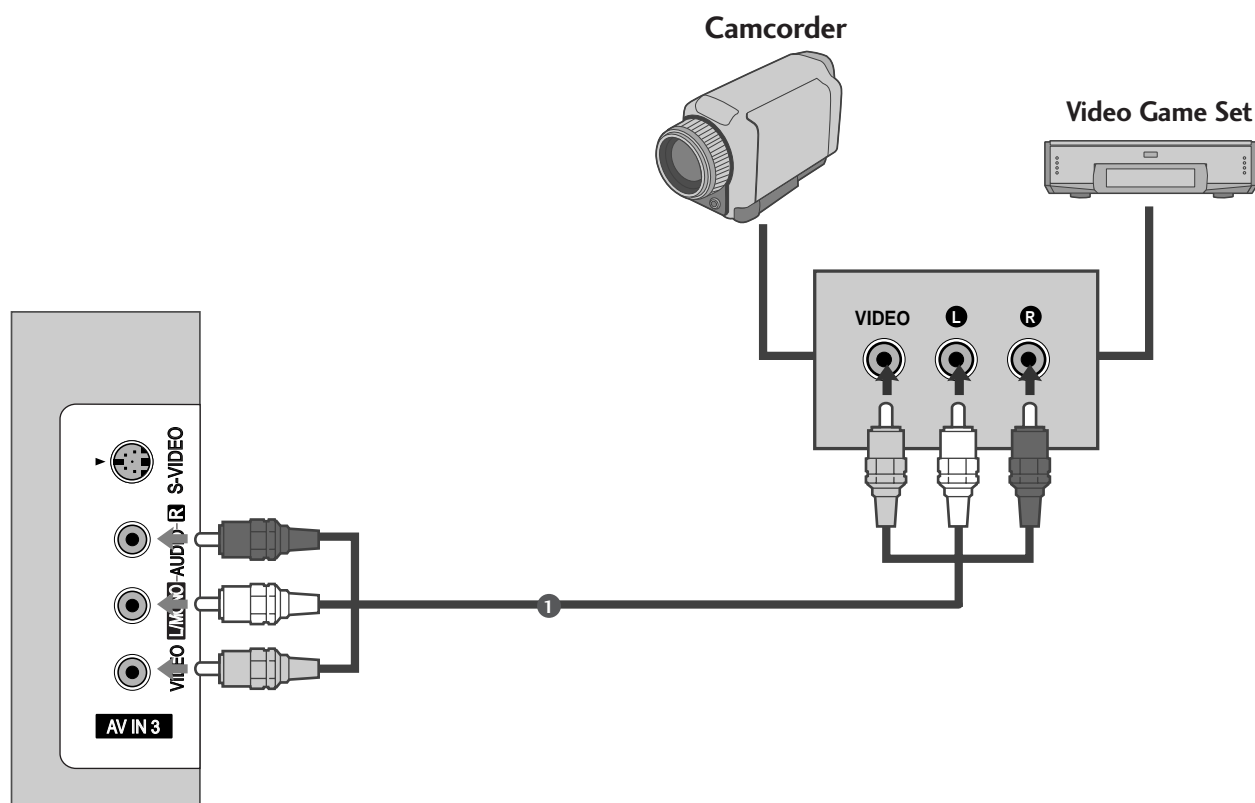 Camcorder
Video Game Set
VIDEO L R
S-VIDEO
AUDIO R
L/MONO
VIDEO
AV IN 3
1